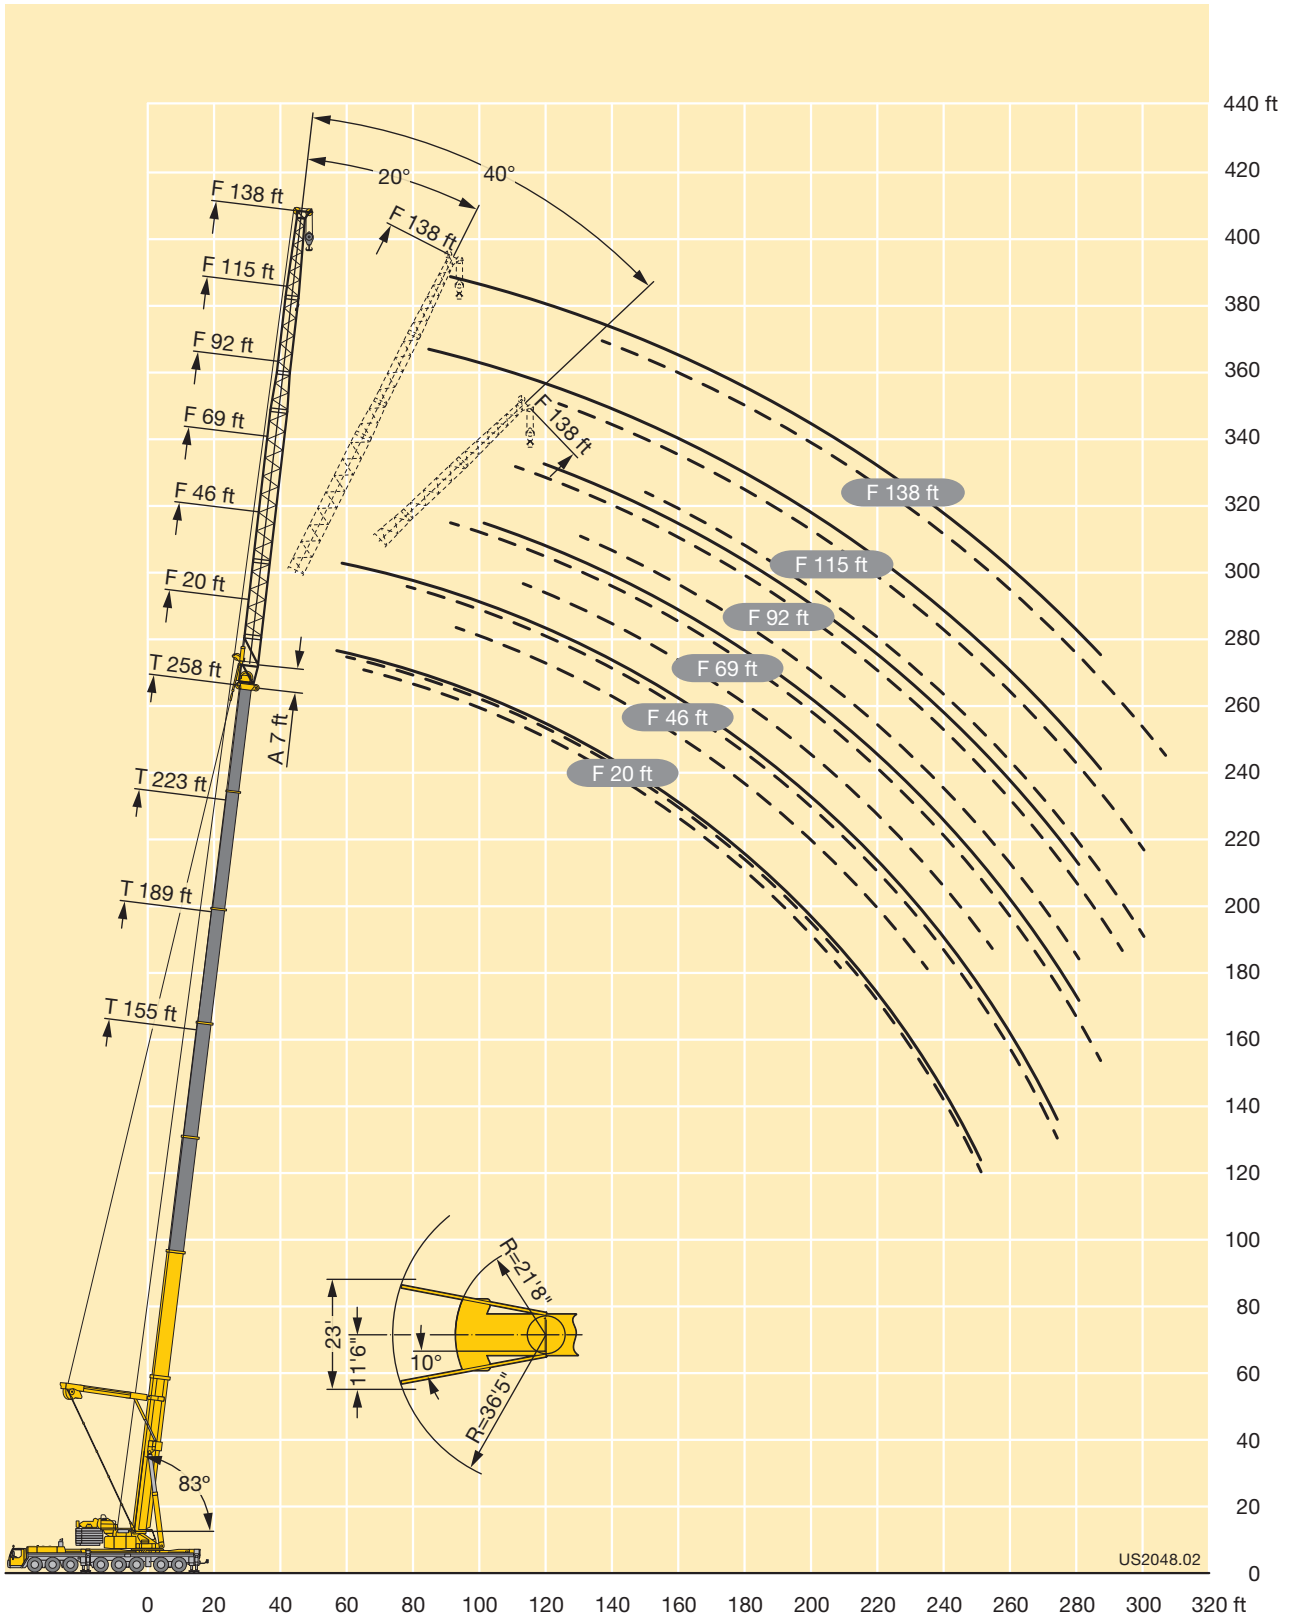 440 ft
420
400
380
360
340
320
300
280
260
240
220
200
180
160
140
120
100
80
60
40
20
0
20°
40°
F 138 ft
F 138 ft
F 138 ft
F 115 ft
F 92 ft
F 69 ft
F 46 ft
F 20 ft
T 258 ft
A 7 ft
T 223 ft
T 189 ft
T 155 ft
F 138 ft
F 115 ft
F 92 ft
F 69 ft
F 46 ft
F 20 ft
R=21'8"
23'
11'6"
10°
R=36'5"
83°
US2048.02
0 20 40 60 80 100 120 140 160 180 200 220 240 260 280 300 320 ft